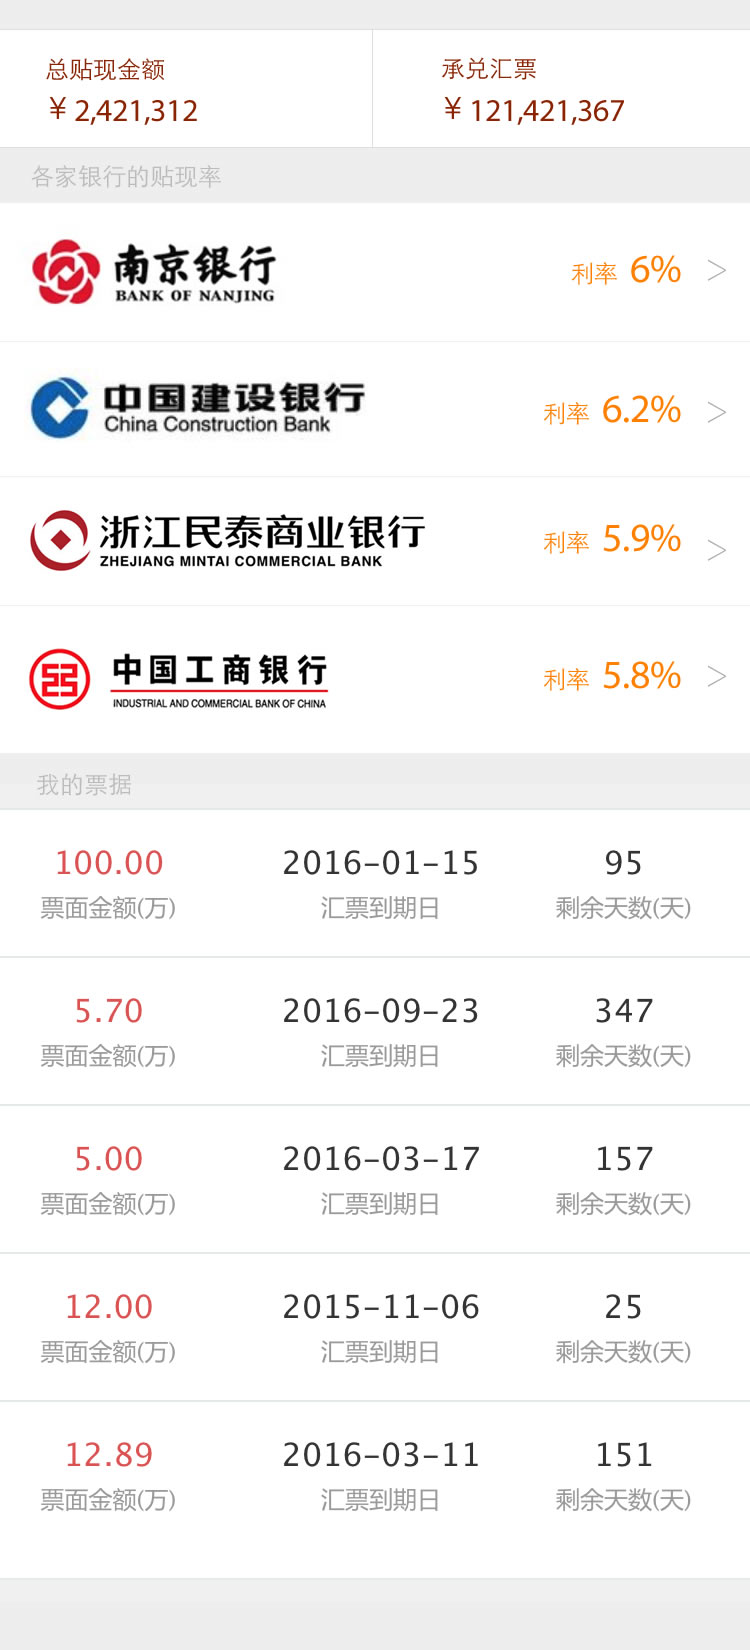 总贴现金额
¥ 2,421,312
承兑汇票
¥ 121,421,367
各家银行的贴现率
南京银行
BANK OF NANJING
利率 6% >
中国建设银行
China Construction Bank
利率 6.2% >
浙江民泰商业银行
ZHEJIANG MINTAI COMMERCIAL BANK
利率 5.9% >
中国工商银行
INDUSTRIAL AND COMMERCIAL BANK OF CHINA
利率 5.8% >
我的票据
100.00 2016-01-15 95
票面金额(万) 汇票到期日 剩余天数(天)
5.70 2016-09-23 347
票面金额(万) 汇票到期日 剩余天数(天)
5.00 2016-03-17 157
票面金额(万) 汇票到期日 剩余天数(天)
12.00 2015-11-06 25
票面金额(万) 汇票到期日 剩余天数(天)
12.89 2016-03-11 151
票面金额(万) 汇票到期日 剩余天数(天)